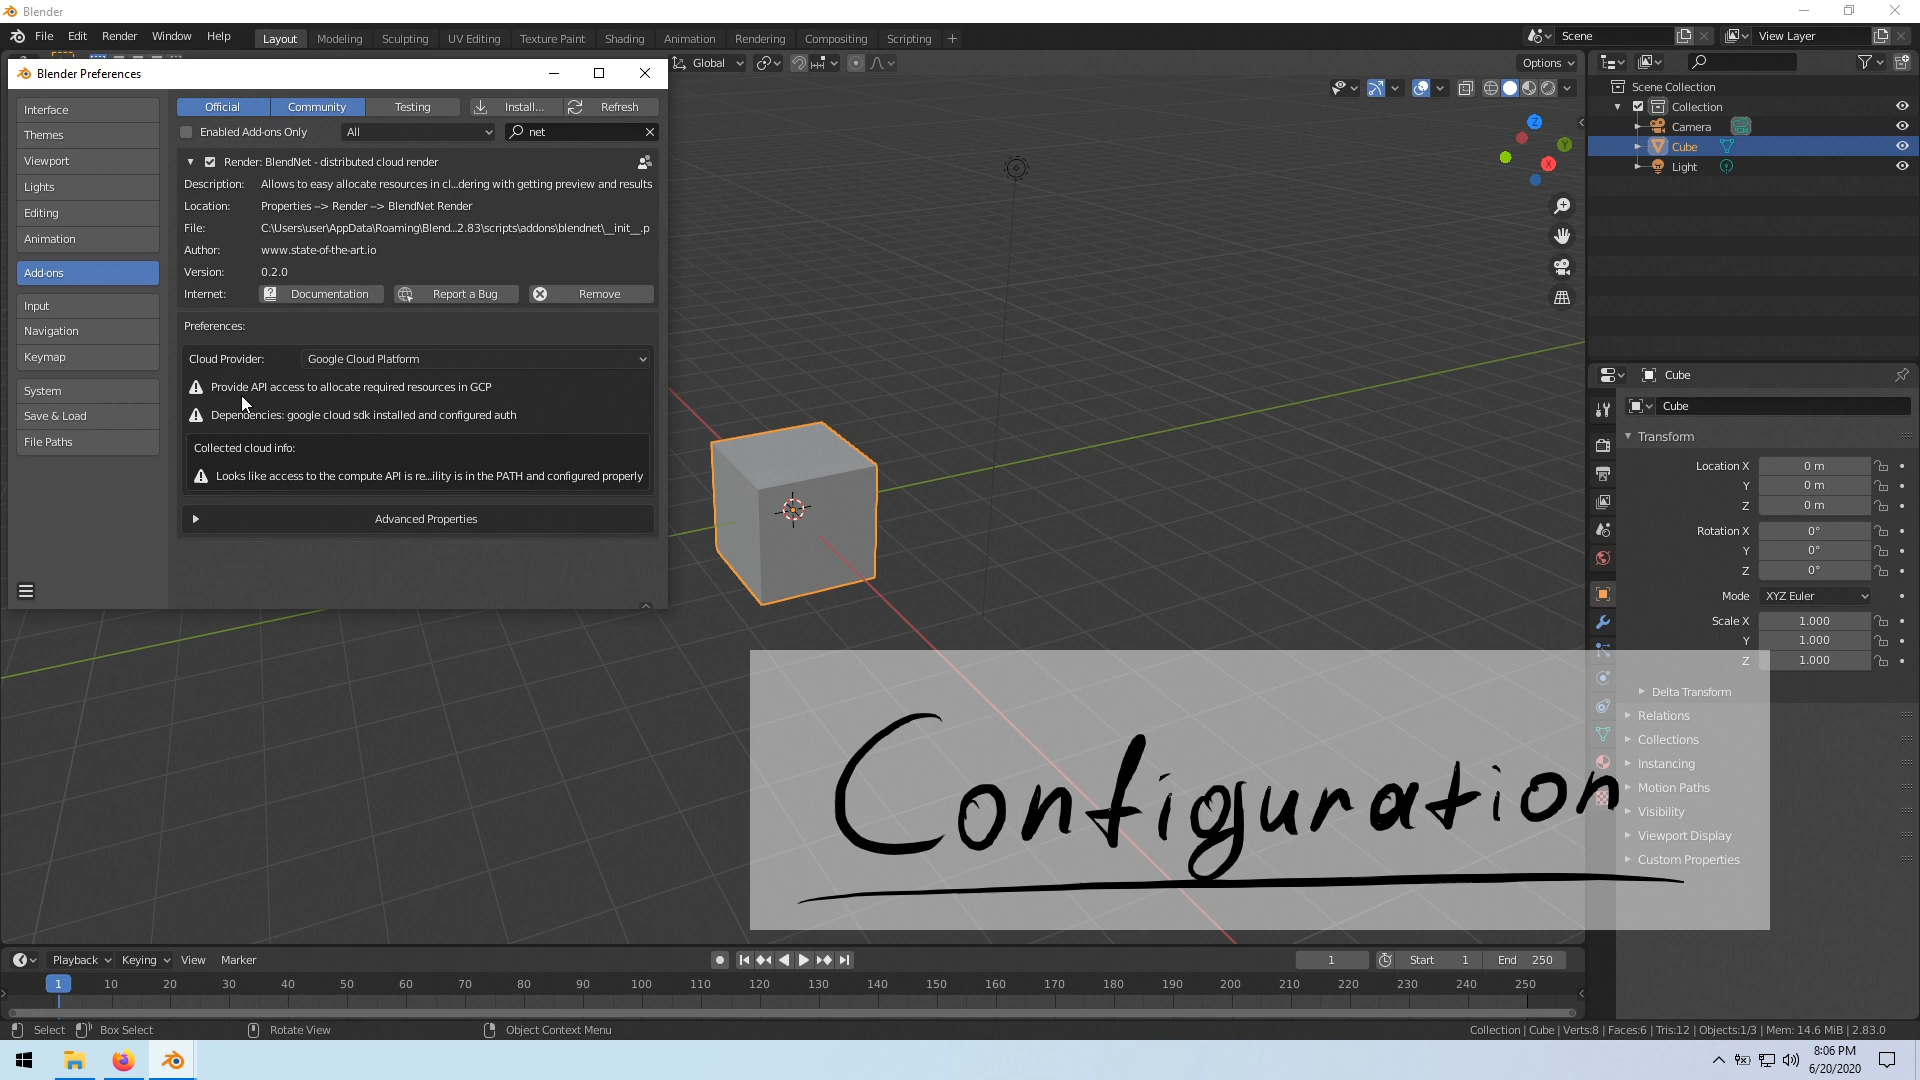 Blender
File Edit Render Window Help Layout Modeling Sculpting UV Editing Texture Paint Shading Animation Rendering Compositing Scripting + Scene View Layer
Blender Preferences
Global
Options
Interface
Themes
Viewport
Lights
Editing
Animation
Add-ons
Input
Navigation
Keymap
System
Save & Load
File Paths
Official Community Testing Install... Refresh
Enabled Add-ons Only All net
Render: BlendNet - distributed cloud render
Description: Allows to easy allocate resources in cl...dering with getting preview and results
Location: Properties --> Render --> BlendNet Render
File: C:\Users\user\AppData\Roaming\Blend...2.83\scripts\addons\blendnet\__init__.p
Author: www.state-of-the-art.io
Version: 0.2.0
Internet: Documentation Report a Bug Remove
Preferences:
Cloud Provider: Google Cloud Platform
Provide API access to allocate required resources in GCP
Dependencies: google cloud sdk installed and configured auth
Collected cloud info:
Looks like access to the compute API is re...ility is in the PATH and configured properly
Advanced Properties
Z
Y
X
Scene Collection
Collection
Camera
Cube
Light
Cube
Cube
Transform
Location X 0 m
Y 0 m
Z 0 m
Rotation X 0°
Y 0°
Z 0°
Mode XYZ Euler
Scale X 1.000
Y 1.000
Z 1.000
Delta Transform
Relations
Collections
Instancing
Motion Paths
Visibility
Viewport Display
Custom Properties
Configuration
Playback Keying View Marker 1 Start 1 End 250
1 10 20 30 40 50 60 70 80 90 100 110 120 130 140 150 160 170 180 190 200 210 220 230 240 250
Select Box Select Rotate View Object Context Menu Collection | Cube | Verts:8 | Faces:6 | Tris:12 | Objects:1/3 | Mem: 14.6 MiB | 2.83.0
8:06 PM
6/20/2020